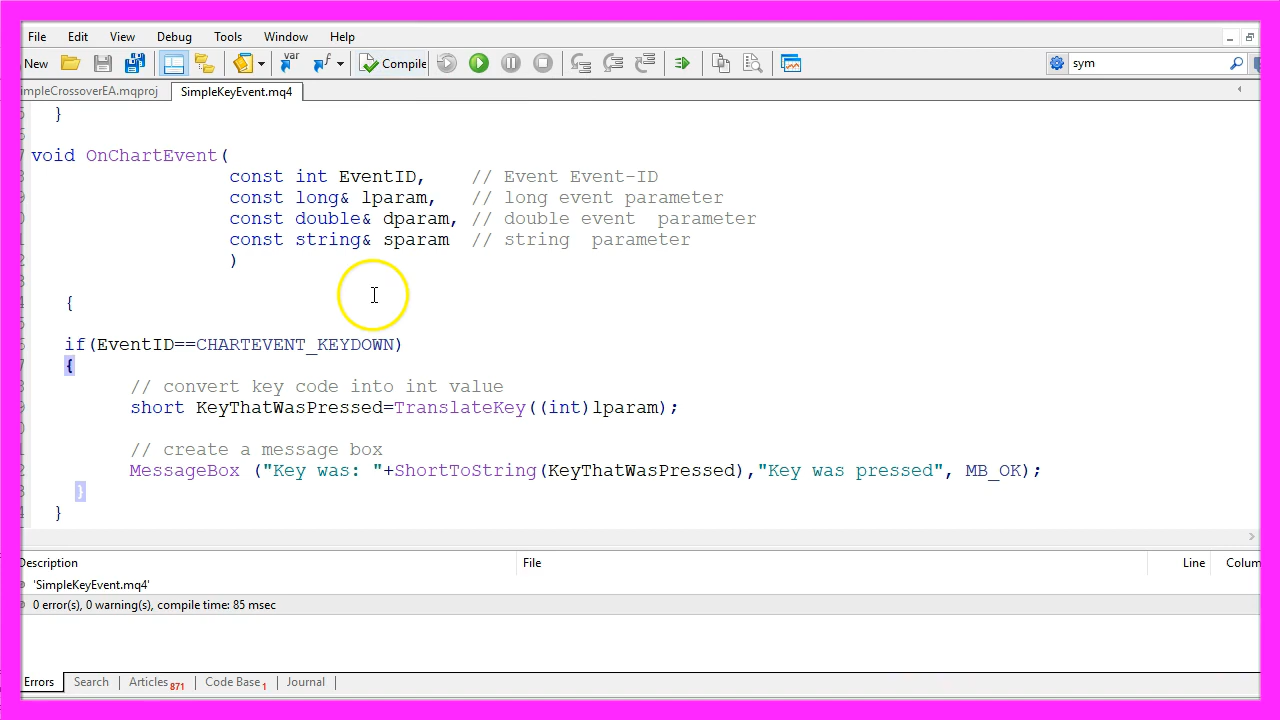 File Edit View Debug Tools Window Help
New Compile sym
impleCrossoverEA.mqproj SimpleKeyEvent.mq4
}
void OnChartEvent(
const int EventID, // Event Event-ID
const long& lparam, // long event parameter
const double& dparam, // double event parameter
const string& sparam // string parameter
)
{
if(EventID==CHARTEVENT_KEYDOWN)
{
// convert key code into int value
short KeyThatWasPressed=TranslateKey((int)lparam);
// create a message box
MessageBox ("Key was: "+ShortToString(KeyThatWasPressed),"Key was pressed", MB_OK);
}
}
Description File Line Colum
'SimpleKeyEvent.mq4'
0 error(s), 0 warning(s), compile time: 85 msec
Errors Search Articles 871 Code Base 1 Journal